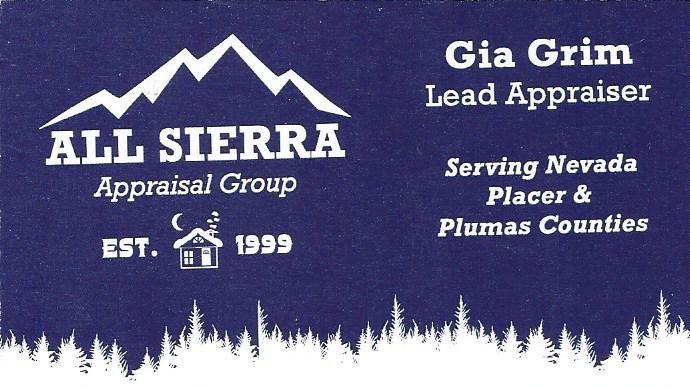 ALL SIERRA
Appraisal Group
EST. 1999
Gia Grim
Lead Appraiser
Serving Nevada
Placer &
Plumas Counties